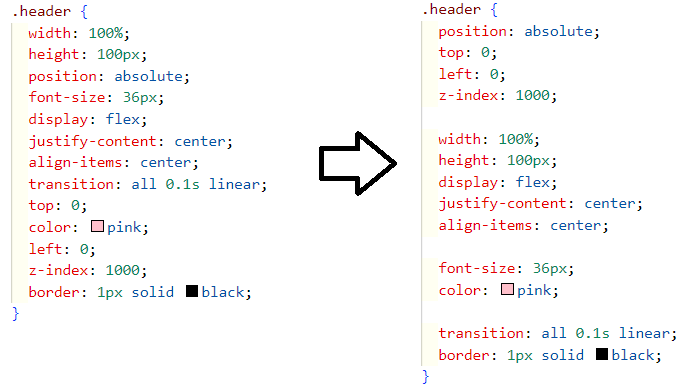 .header {
width: 100%;
height: 100px;
position: absolute;
font-size: 36px;
display: flex;
justify-content: center;
align-items: center;
transition: all 0.1s linear;
top: 0;
color: pink;
left: 0;
z-index: 1000;
border: 1px solid black;
}
.header {
position: absolute;
top: 0;
left: 0;
z-index: 1000;
width: 100%;
height: 100px;
display: flex;
justify-content: center;
align-items: center;
font-size: 36px;
color: pink;
transition: all 0.1s linear;
border: 1px solid black;
}